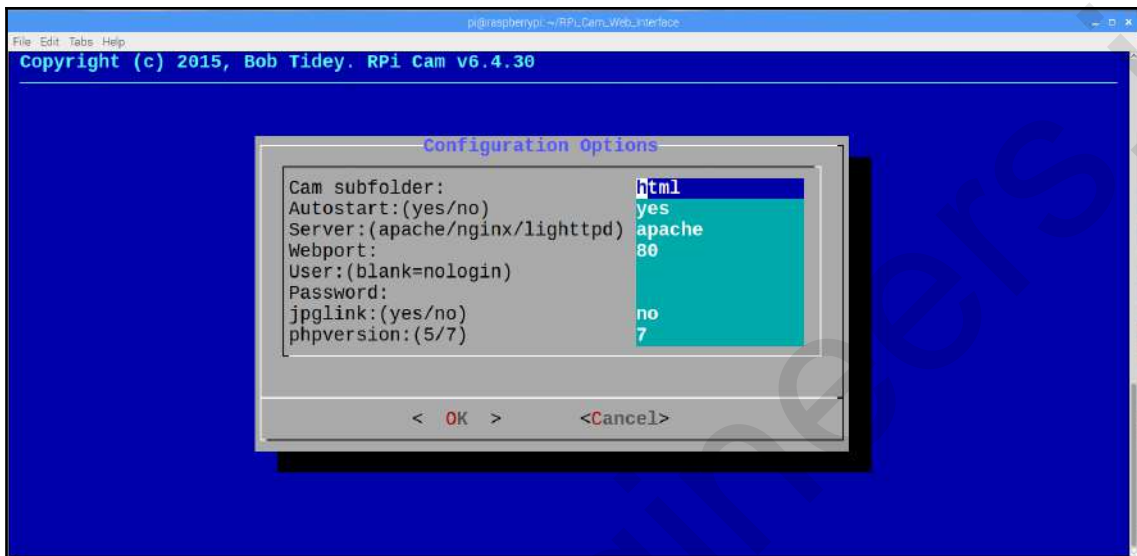 pi@raspberrypi: ~/RPi_Cam_Web_Interface
File Edit Tabs Help
Copyright (c) 2015, Bob Tidey. RPi Cam v6.4.30
Configuration Options
Cam subfolder: html
Autostart:(yes/no) yes
Server:(apache/nginx/lighttpd) apache
Webport: 80
User:(blank=nologin)
Password:
jpglink:(yes/no) no
phpversion:(5/7) 7
< OK > <Cancel>